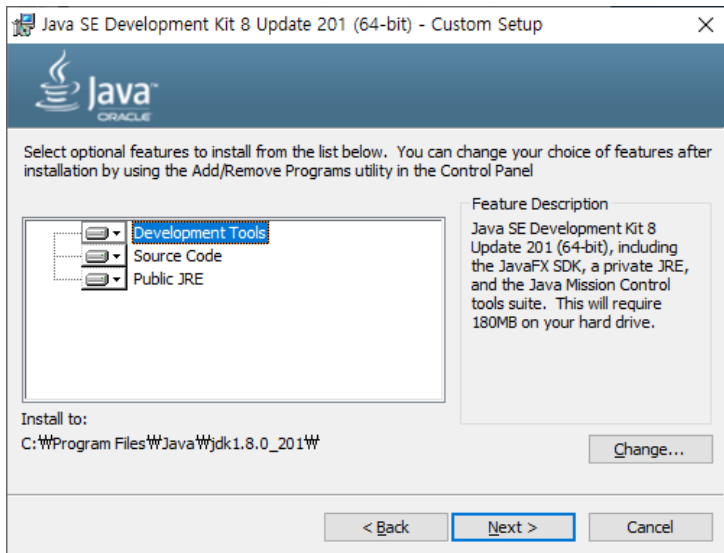 Java SE Development Kit 8 Update 201 (64-bit) - Custom Setup
Java™
ORACLE
Select optional features to install from the list below.  You can change your choice of features after
installation by using the Add/Remove Programs utility in the Control Panel
Development Tools
Source Code
Public JRE
Feature Description
Java SE Development Kit 8
Update 201 (64-bit), including
the JavaFX SDK, a private JRE,
and the Java Mission Control
tools suite.  This will require
180MB on your hard drive.
Install to:
C:₩Program Files₩Java₩jdk1.8.0_201₩
Change...
< Back
Next >
Cancel